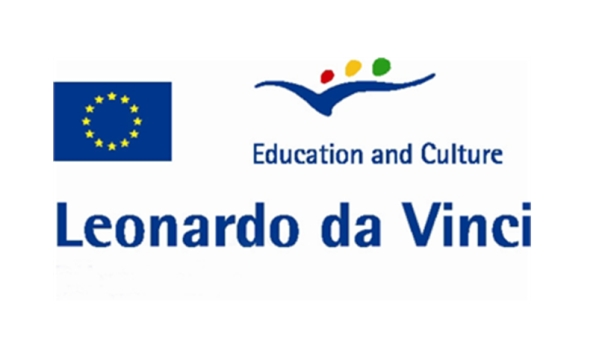 Education and Culture
Leonardo da Vinci